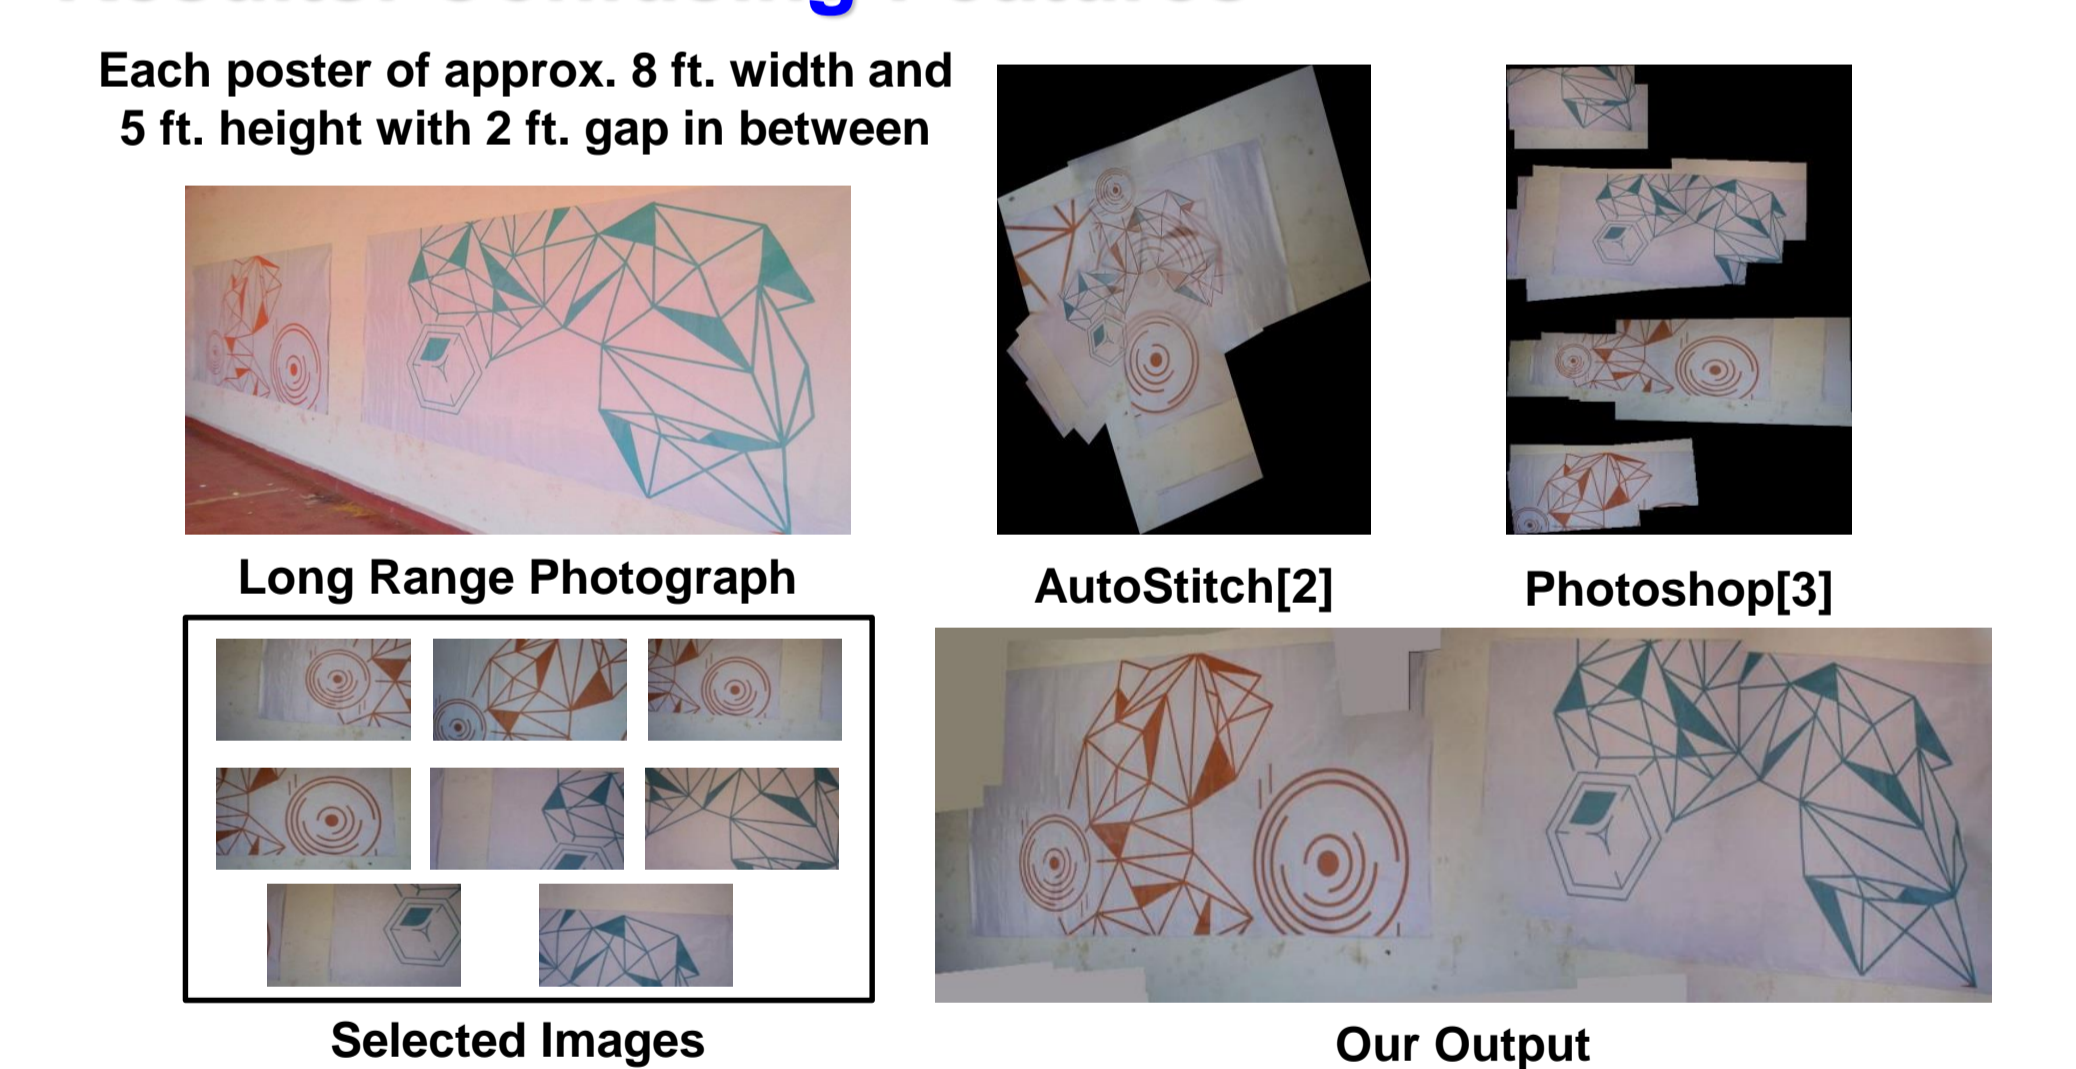 Each poster of approx. 8 ft. width and
5 ft. height with 2 ft. gap in between
Long Range Photograph
AutoStitch[2]
Photoshop[3]
Selected Images
Our Output